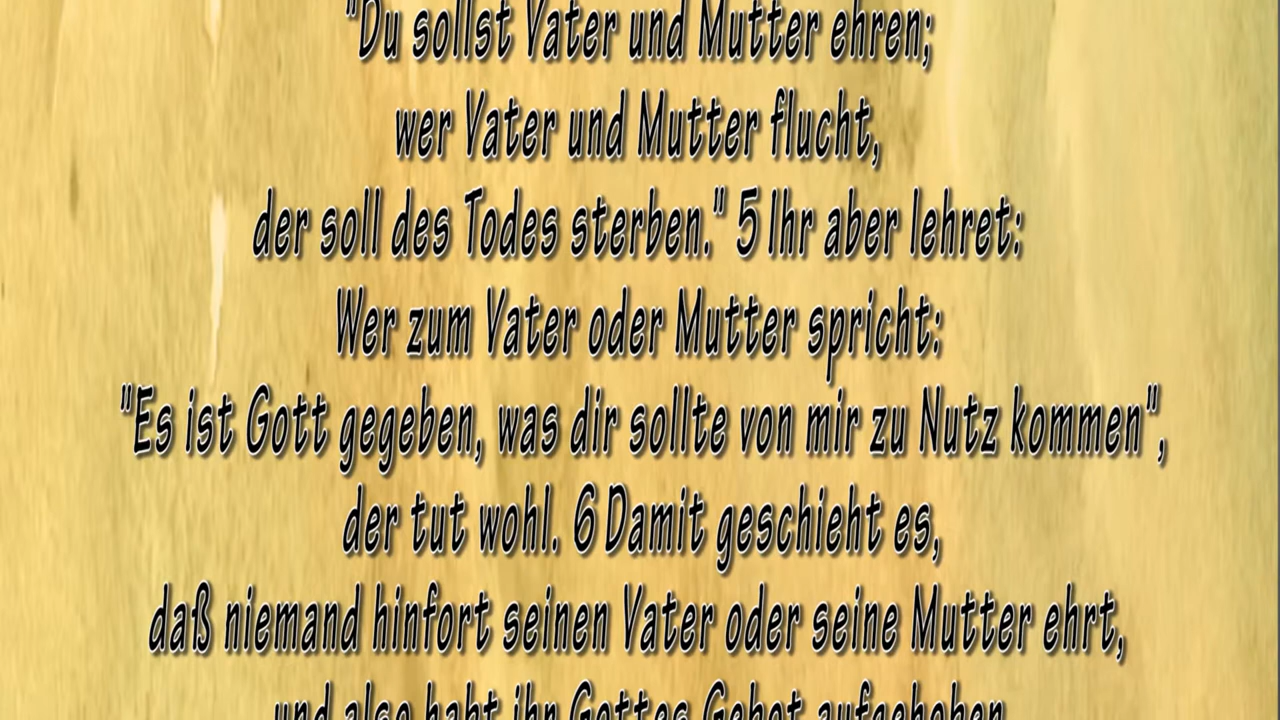 "Du sollst Vater und Mutter ehren;
wer Vater und Mutter flucht,
der soll des Todes sterben." 5 Ihr aber lehret:
Wer zum Vater oder Mutter spricht:
"Es ist Gott gegeben, was dir sollte von mir zu Nutz kommen",
der tut wohl. 6 Damit geschieht es,
daß niemand hinfort seinen Vater oder seine Mutter ehrt,
und also habt ihr Gottes Gebot aufgehoben